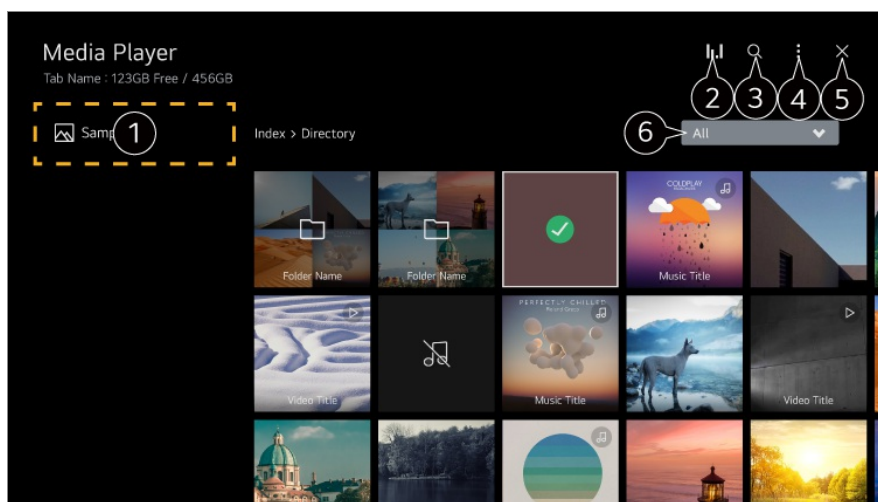 Media Player
Tab Name : 123GB Free / 456GB
2
3
4
5
Samp
1
Index > Directory
6
All
Folder Name
Folder Name
COLDPLAY
Music Title
PERFECTLY CHILLED
Video Title
Music Title
Video Title